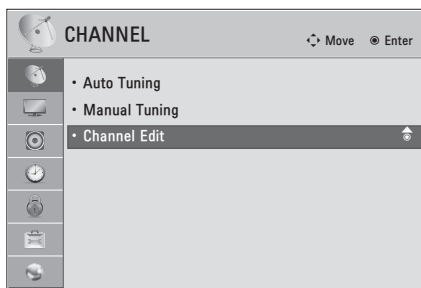 CHANNEL
Move Enter
• Auto Tuning
• Manual Tuning
• Channel Edit